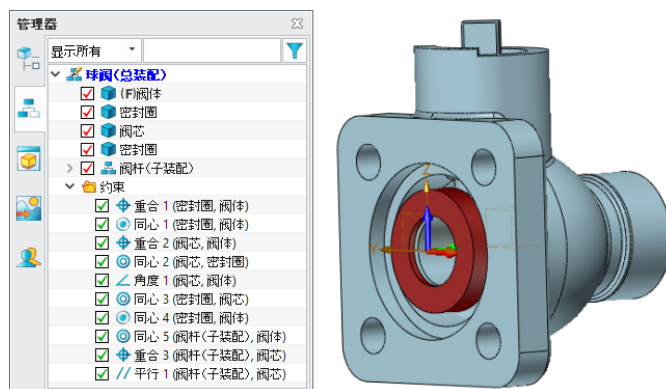 管理器
显示所有
球阀(总装配)
(F)阀体
密封圈
阀芯
密封圈
阀杆(子装配)
约束
重合 1 (密封圈, 阀体)
同心 1 (密封圈, 阀体)
重合 2 (阀芯, 阀体)
同心 2 (阀芯, 密封圈)
角度 1 (阀芯, 阀体)
同心 3 (密封圈, 阀芯)
同心 4 (密封圈, 阀体)
同心 5 (阀杆(子装配), 阀体)
重合 3 (阀杆(子装配), 阀芯)
平行 1 (阀杆(子装配), 阀芯)
Z
Y